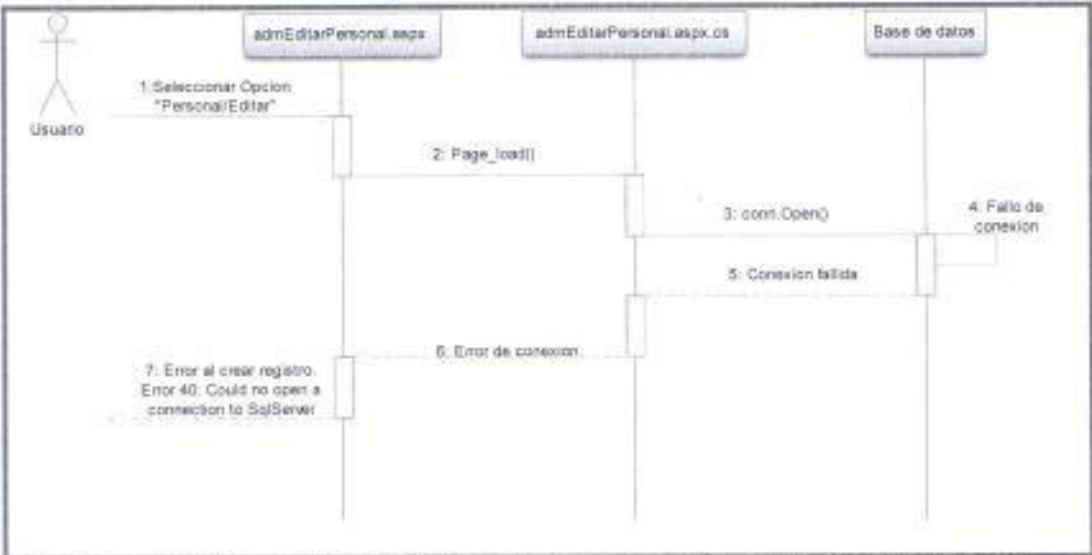 admEditarPersonal.aspx
admEditarPersonal.aspx.cs
Base de datos
Usuario
1:Seleccionar Opcion
"Personal/Editar"
2: Page_load()
3: conn.Open()
4: Fallo de
conexion
5: Conexion fallida
6: Error de conexion
7: Error al crear registro.
Error 40: Could no open a
connection to SqlServer